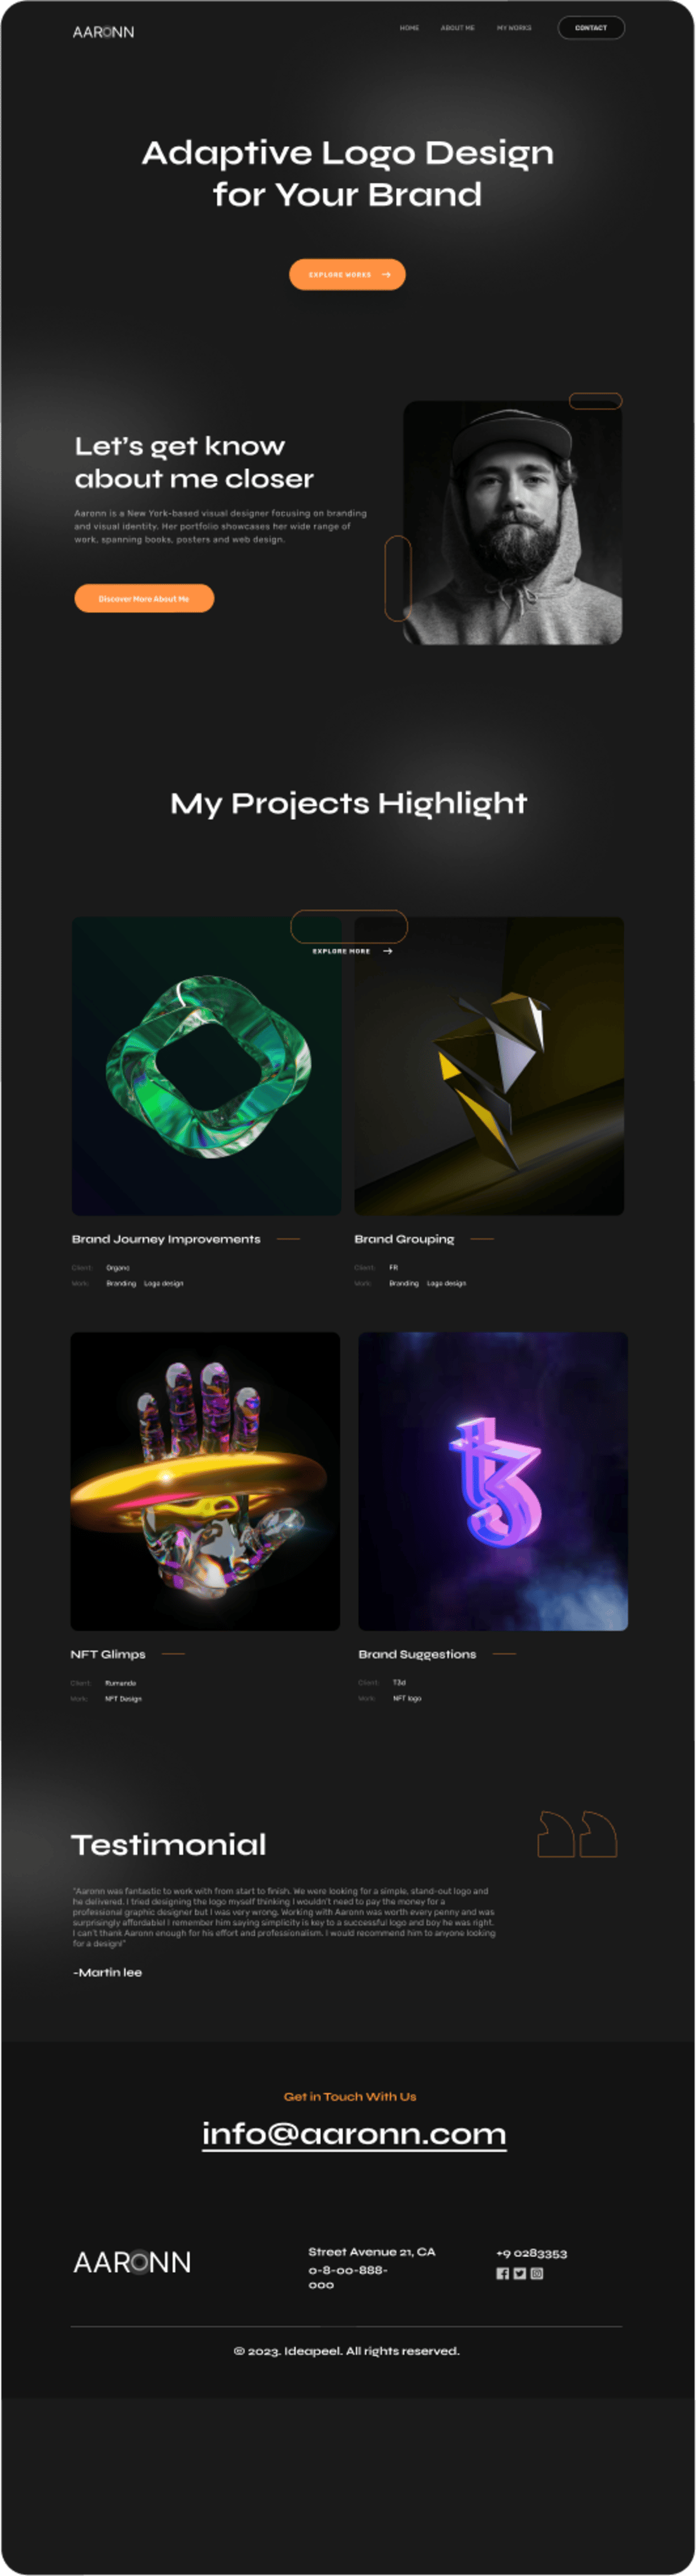 AARONN
HOME ABOUT ME MY WORKS CONTACT
Adaptive Logo Design
for Your Brand
EXPLORE WORKS
Let's get know
about me closer
Aaronn is a New York-based visual designer focusing on branding
and visual identity. Her portfolio showcases her wide range of
work, spanning books, posters and web design.
Discover More About Me
My Projects Highlight
EXPLORE MORE
Brand Journey Improvements
Client: Organc
Work: Branding Logo design
Brand Grouping
Client: FR
Work: Branding Logo design
NFT Glimps
Client: Rumanda
Work: NFT Design
Brand Suggestions
Client: T3d
Work: NFT logo
Testimonial
"Aaronn was fantastic to work with from start to finish. We were looking for a simple, stand-out logo and
he delivered. I tried designing the logo myself thinking I wouldn't need to pay the money for a
professional graphic designer but I was very wrong. Working with Aaronn was worth every penny and was
surprisingly affordable! I remember him saying simplicity is key to a successful logo and boy he was right.
I can't thank Aaronn enough for his effort and professionalism. I would recommend him to anyone looking
for a design!"
-Martin lee
Get in Touch With Us
info@aaronn.com
AARONN
Street Avenue 21, CA
0-8-00-888-
000
+9 0283353
© 2023. Ideapeel. All rights reserved.